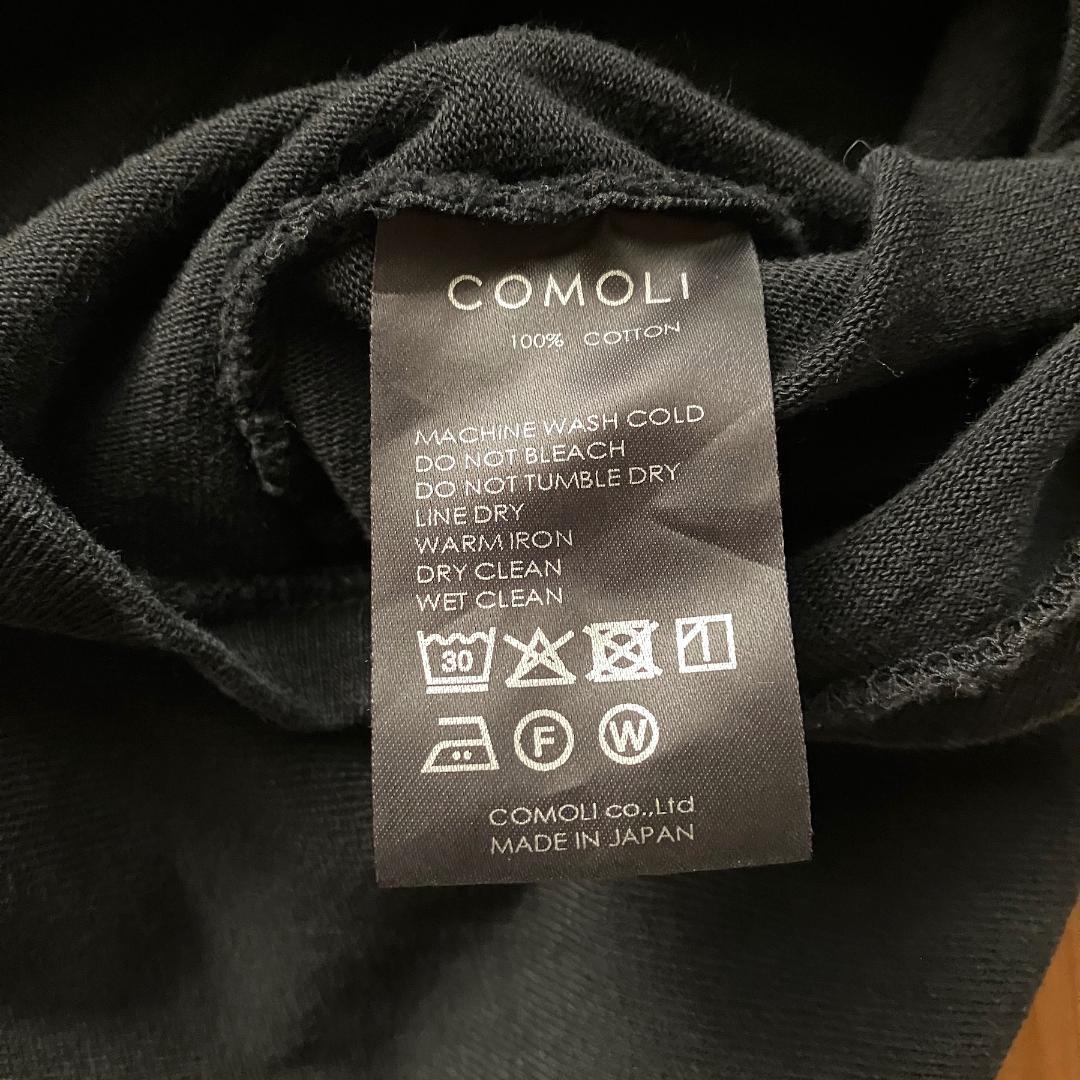 COMOLI
100% COTTON
MACHINE WASH COLD
DO NOT BLEACH
DO NOT TUMBLE DRY
LINE DRY
WARM IRON
DRY CLEAN
WET CLEAN
30
F W
COMOLI co.,Ltd
MADE IN JAPAN